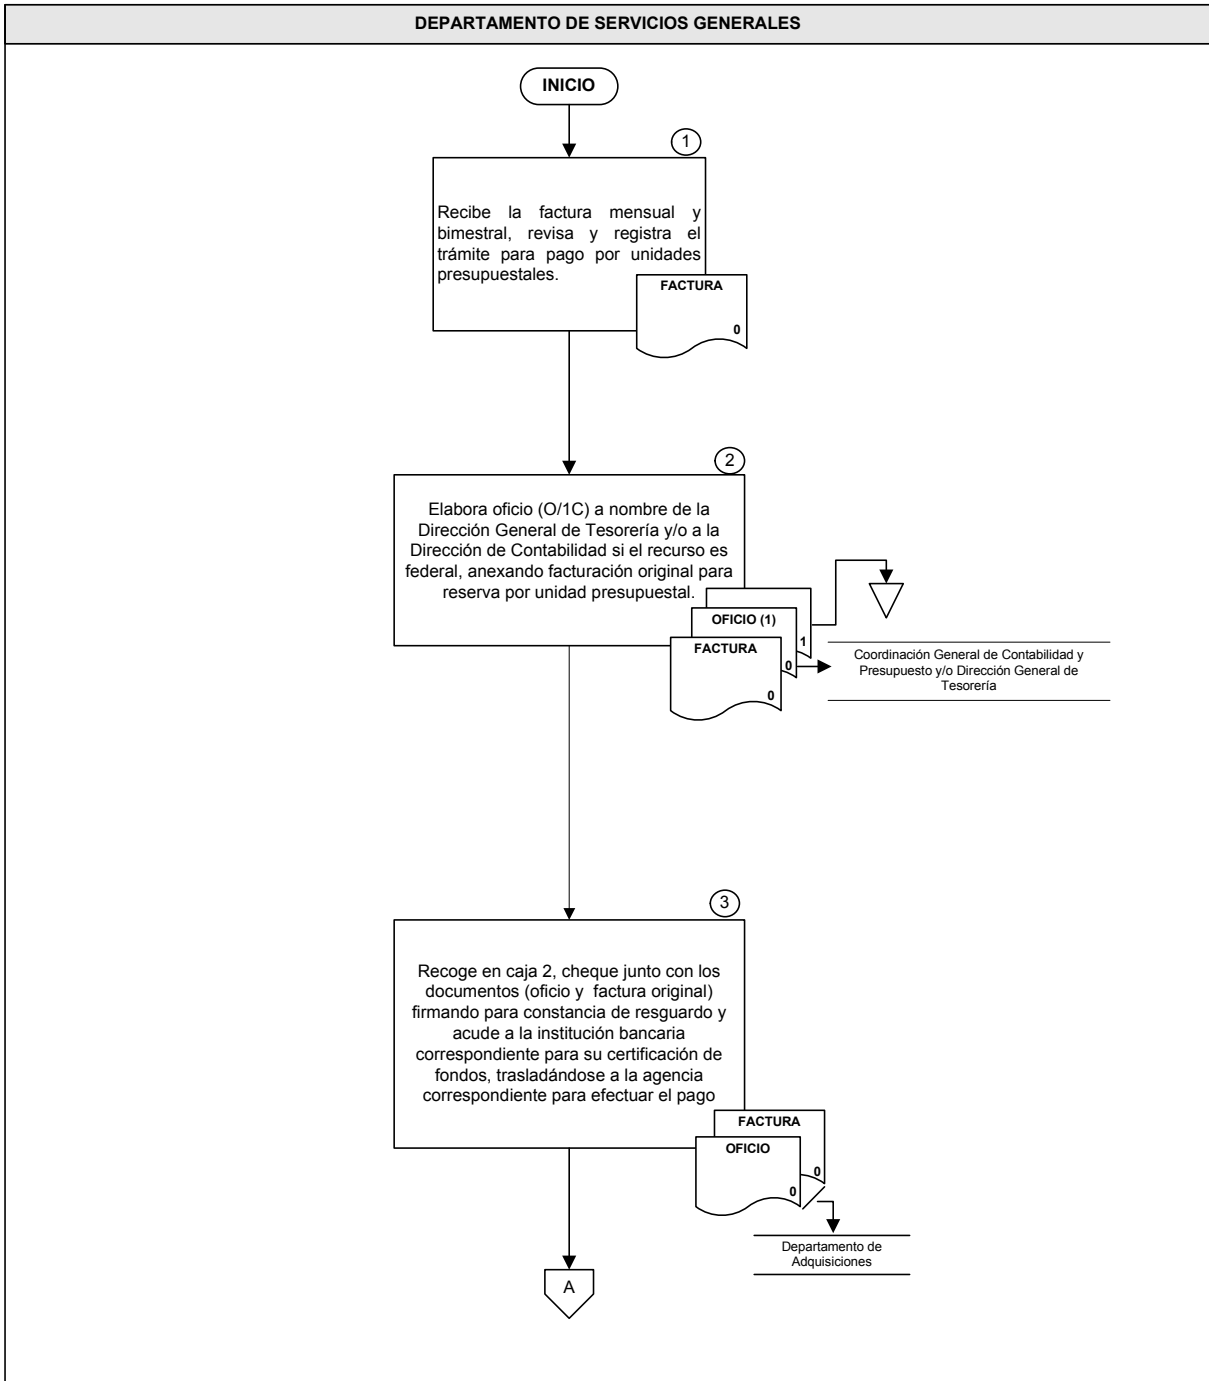 DEPARTAMENTO DE SERVICIOS GENERALES
INICIO
1
Recibe la factura mensual y
bimestral, revisa y registra el
trámite para pago por unidades
presupuestales.
FACTURA
0
2
Elabora oficio (O/1C) a nombre de la
Dirección General de Tesorería y/o a la
Dirección de Contabilidad si el recurso es
federal, anexando facturación original para
reserva por unidad presupuestal.
OFICIO (1)
1
FACTURA
0
0
Coordinación General de Contabilidad y
Presupuesto y/o Dirección General de
Tesorería
3
Recoge en caja 2, cheque junto con los
documentos (oficio y factura original)
firmando para constancia de resguardo y
acude a la institución bancaria
correspondiente para su certificación de
fondos, trasladándose a la agencia
correspondiente para efectuar el pago
FACTURA
OFICIO
0
0
Departamento de
Adquisiciones
A